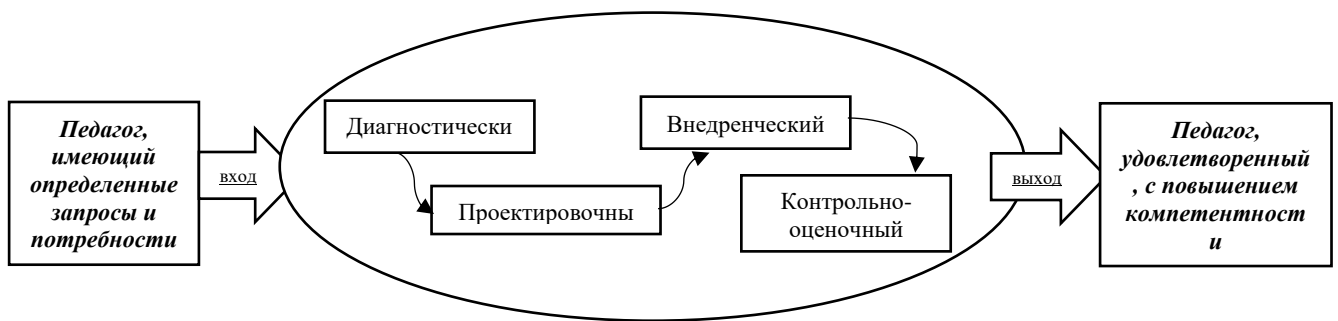 Педагог,
имеющий
определенные
запросы и
потребности
вход
Диагностически
Проектировочны
Внедренческий
Контрольно-
оценочный
выход
Педагог,
удовлетворенный
, с повышением
компетентност
и